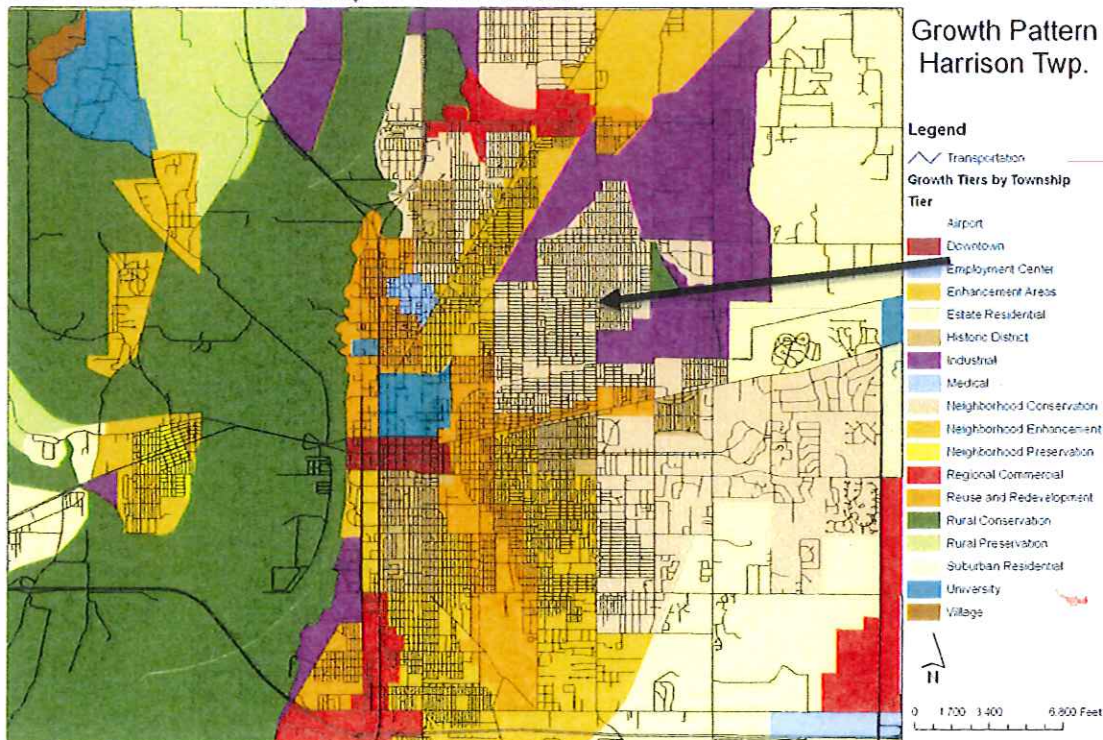 Growth Pattern
Harrison Twp.
Legend
Transportation
Growth Tiers by Township
Tier
Airport
Downtown
Employment Center
Enhancement Areas
Estate Residential
Historic District
Industrial
Medical
Neighborhood Conservation
Neighborhood Enhancement
Neighborhood Preservation
Regional Commercial
Reuse and Redevelopment
Rural Conservation
Rural Preservation
Suburban Residential
University
Village
N
0 1,700 3,400 6,800 Feet